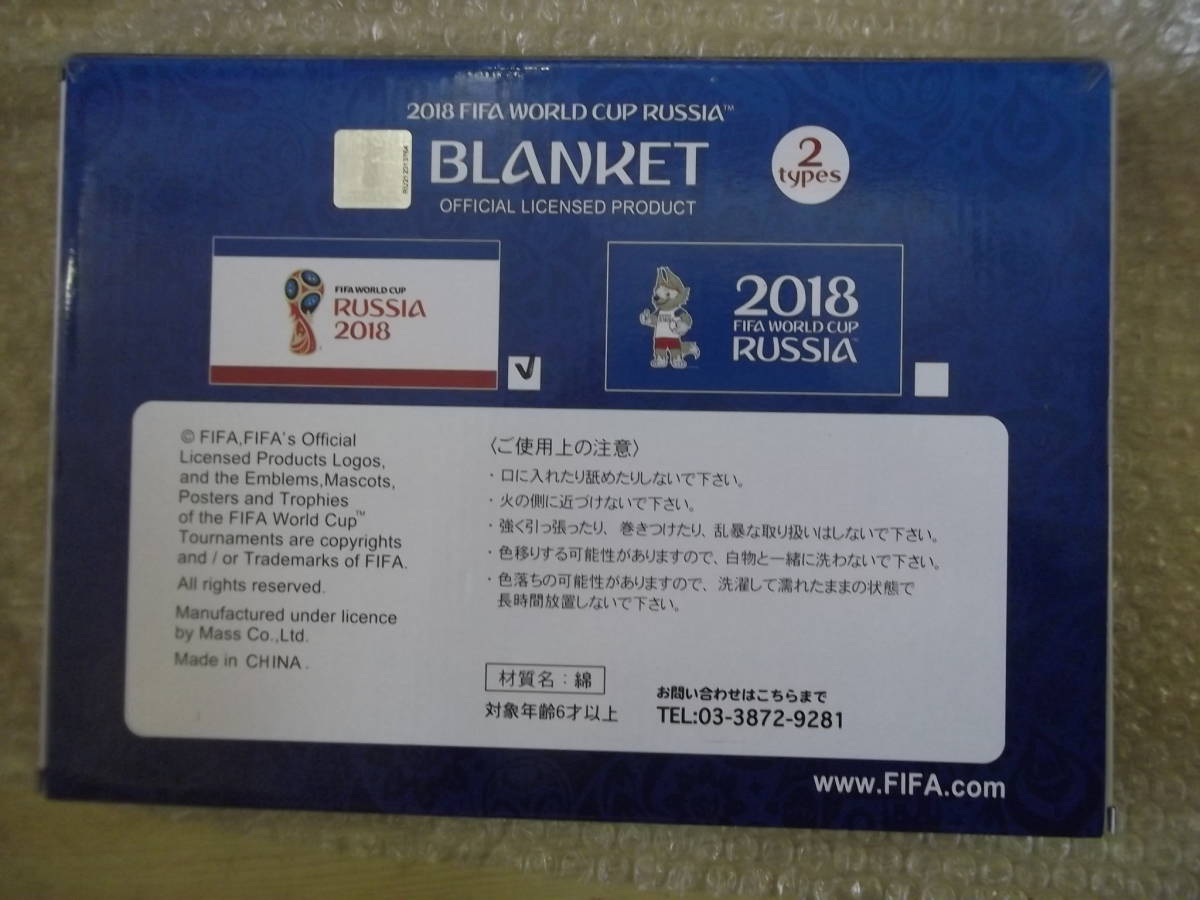 2018 FIFA WORLD CUP RUSSIA™
BLANKET
OFFICIAL LICENSED PRODUCT
2
types
FIFA WORLD CUP
RUSSIA
2018
2018
FIFA WORLD CUP
RUSSIA™
© FIFA,FIFA's Official
Licensed Products Logos,
and the Emblems,Mascots,
Posters and Trophies
of the FIFA World Cup™
Tournaments are copyrights
and / or Trademarks of FIFA.
All rights reserved.
Manufactured under licence
by Mass Co.,Ltd.
Made in CHINA.
〈ご使用上の注意〉
・口に入れたり舐めたりしないで下さい。
・火の側に近づけないで下さい。
・強く引っ張ったり、巻きつけたり、乱暴な取り扱いはしないで下さい。
・色移りする可能性がありますので、白物と一緒に洗わないで下さい。
・色落ちの可能性がありますので、洗濯して濡れたままの状態で
長時間放置しないで下さい。
材質名：綿
対象年齢6才以上
お問い合わせはこちらまで
TEL:03-3872-9281
www.FIFA.com